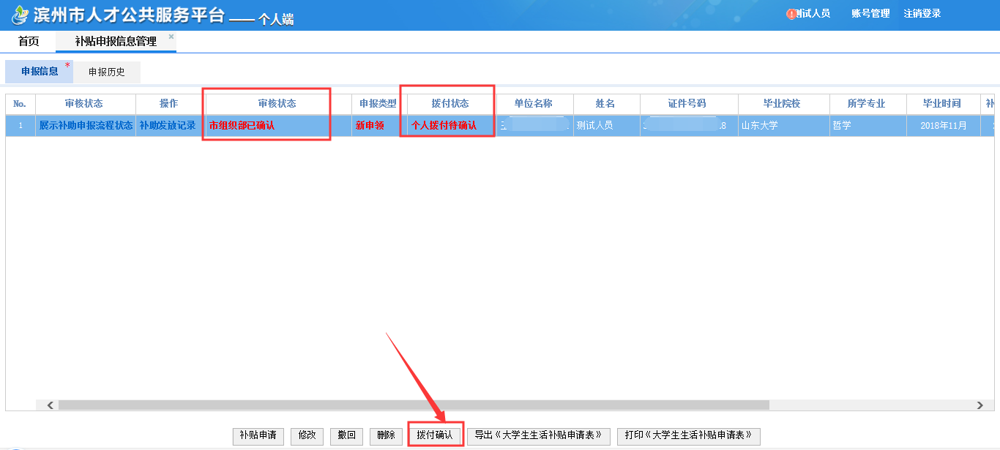 滨州市人才公共服务平台 —— 个人端
测试人员 账号管理 注销登录
首页 补贴申报信息管理
申报信息 * 申报历史
No. 审核状态 操作 审核状态 申报类型 拨付状态 单位名称 姓名 证件号码 毕业院校 所学专业 毕业时间 补
1 展示补助申报流程状态 补助发放记录 市组织部已确认 新申领 个人拨付待确认 测试人员 8 山东大学 哲学 2018年11月
补贴申请 修改 撤回 删除 拨付确认 导出《大学生生活补贴申请表》 打印《大学生生活补贴申请表》